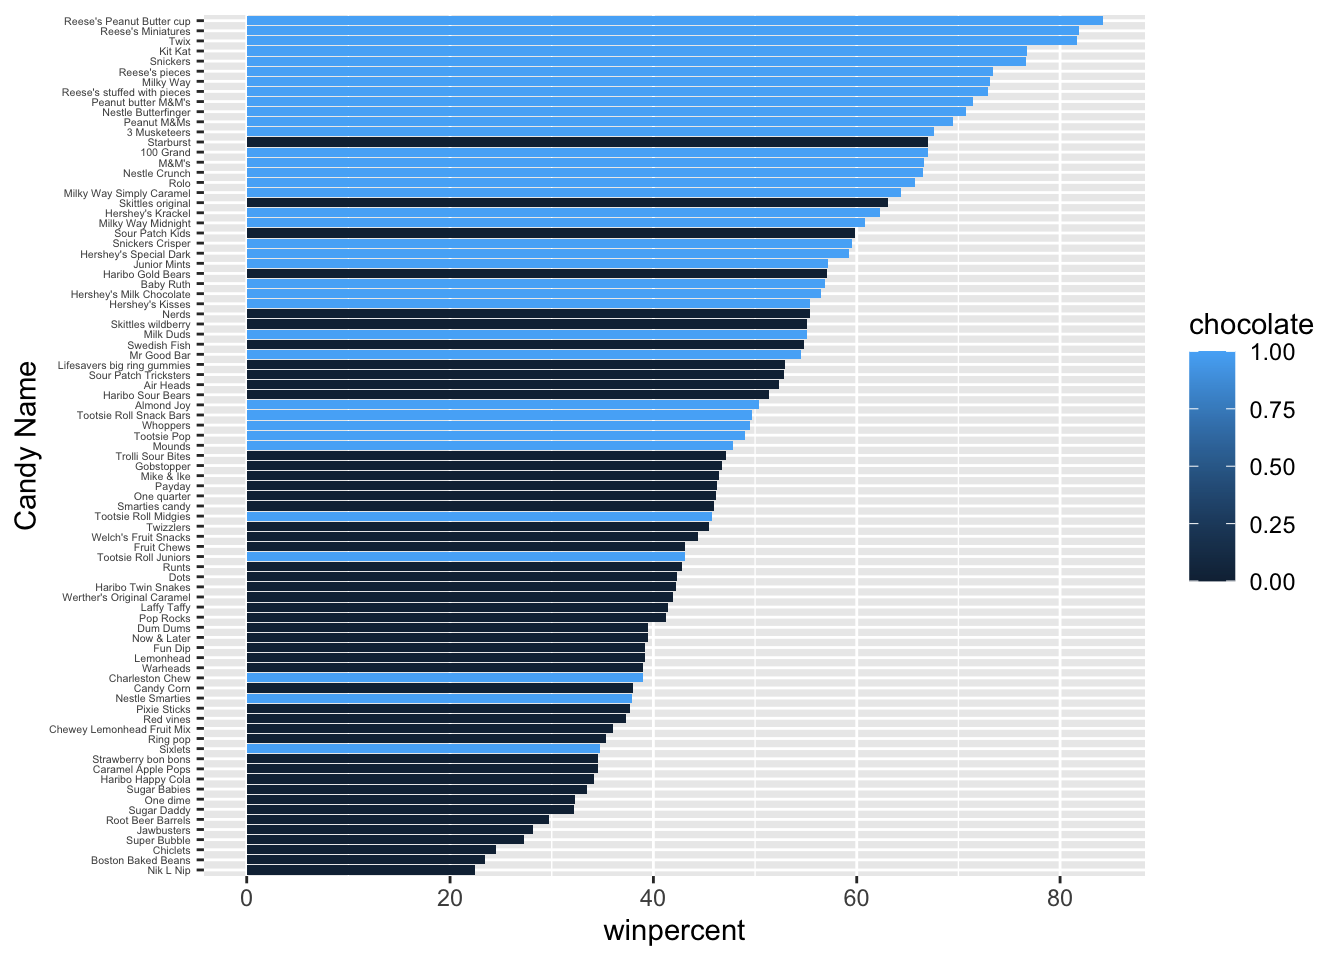 Reese's Peanut Butter cup
Reese's Miniatures
Twix
Kit Kat
Snickers
Reese's pieces
Milky Way
Reese's stuffed with pieces
Peanut butter M&M's
Nestle Butterfinger
Peanut M&Ms
3 Musketeers
Starburst
100 Grand
M&M's
Nestle Crunch
Rolo
Milky Way Simply Caramel
Skittles original
Hershey's Krackel
Milky Way Midnight
Sour Patch Kids
Snickers Crisper
Hershey's Special Dark
Junior Mints
Haribo Gold Bears
Baby Ruth
Hershey's Milk Chocolate
Hershey's Kisses
Nerds
Skittles wildberry
Milk Duds
Swedish Fish
Mr Good Bar
Lifesavers big ring gummies
Sour Patch Tricksters
Air Heads
Haribo Sour Bears
Almond Joy
Tootsie Roll Snack Bars
Whoppers
Tootsie Pop
Mounds
Trolli Sour Bites
Gobstopper
Mike & Ike
Payday
One quarter
Smarties candy
Tootsie Roll Midgies
Twizzlers
Welch's Fruit Snacks
Fruit Chews
Tootsie Roll Juniors
Runts
Dots
Haribo Twin Snakes
Werther's Original Caramel
Laffy Taffy
Pop Rocks
Dum Dums
Now & Later
Fun Dip
Lemonhead
Warheads
Charleston Chew
Candy Corn
Nestle Smarties
Pixie Sticks
Red vines
Chewey Lemonhead Fruit Mix
Ring pop
Sixlets
Strawberry bon bons
Caramel Apple Pops
Haribo Happy Cola
Sugar Babies
One dime
Sugar Daddy
Root Beer Barrels
Jawbusters
Super Bubble
Chiclets
Boston Baked Beans
Nik L Nip
Candy Name
0 20 40 60 80
winpercent
chocolate
1.00
0.75
0.50
0.25
0.00